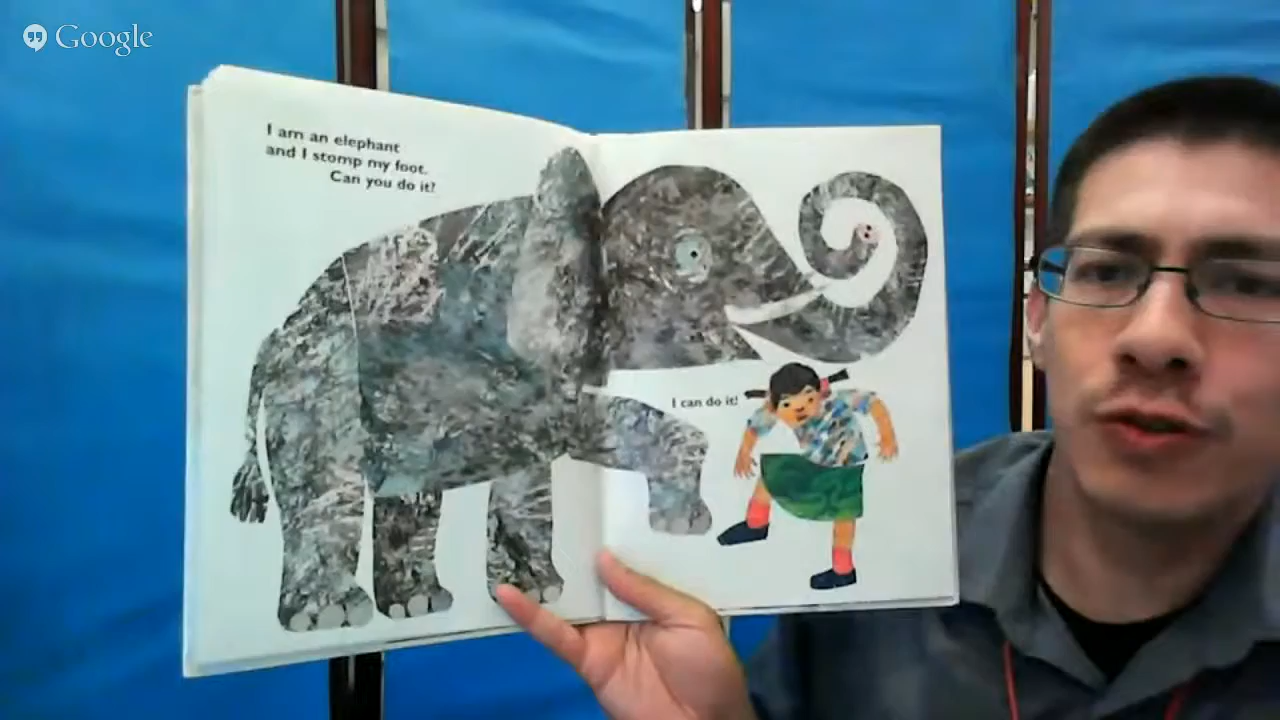 Google
I am an elephant
and I stomp my foot.
Can you do it?
I can do it!